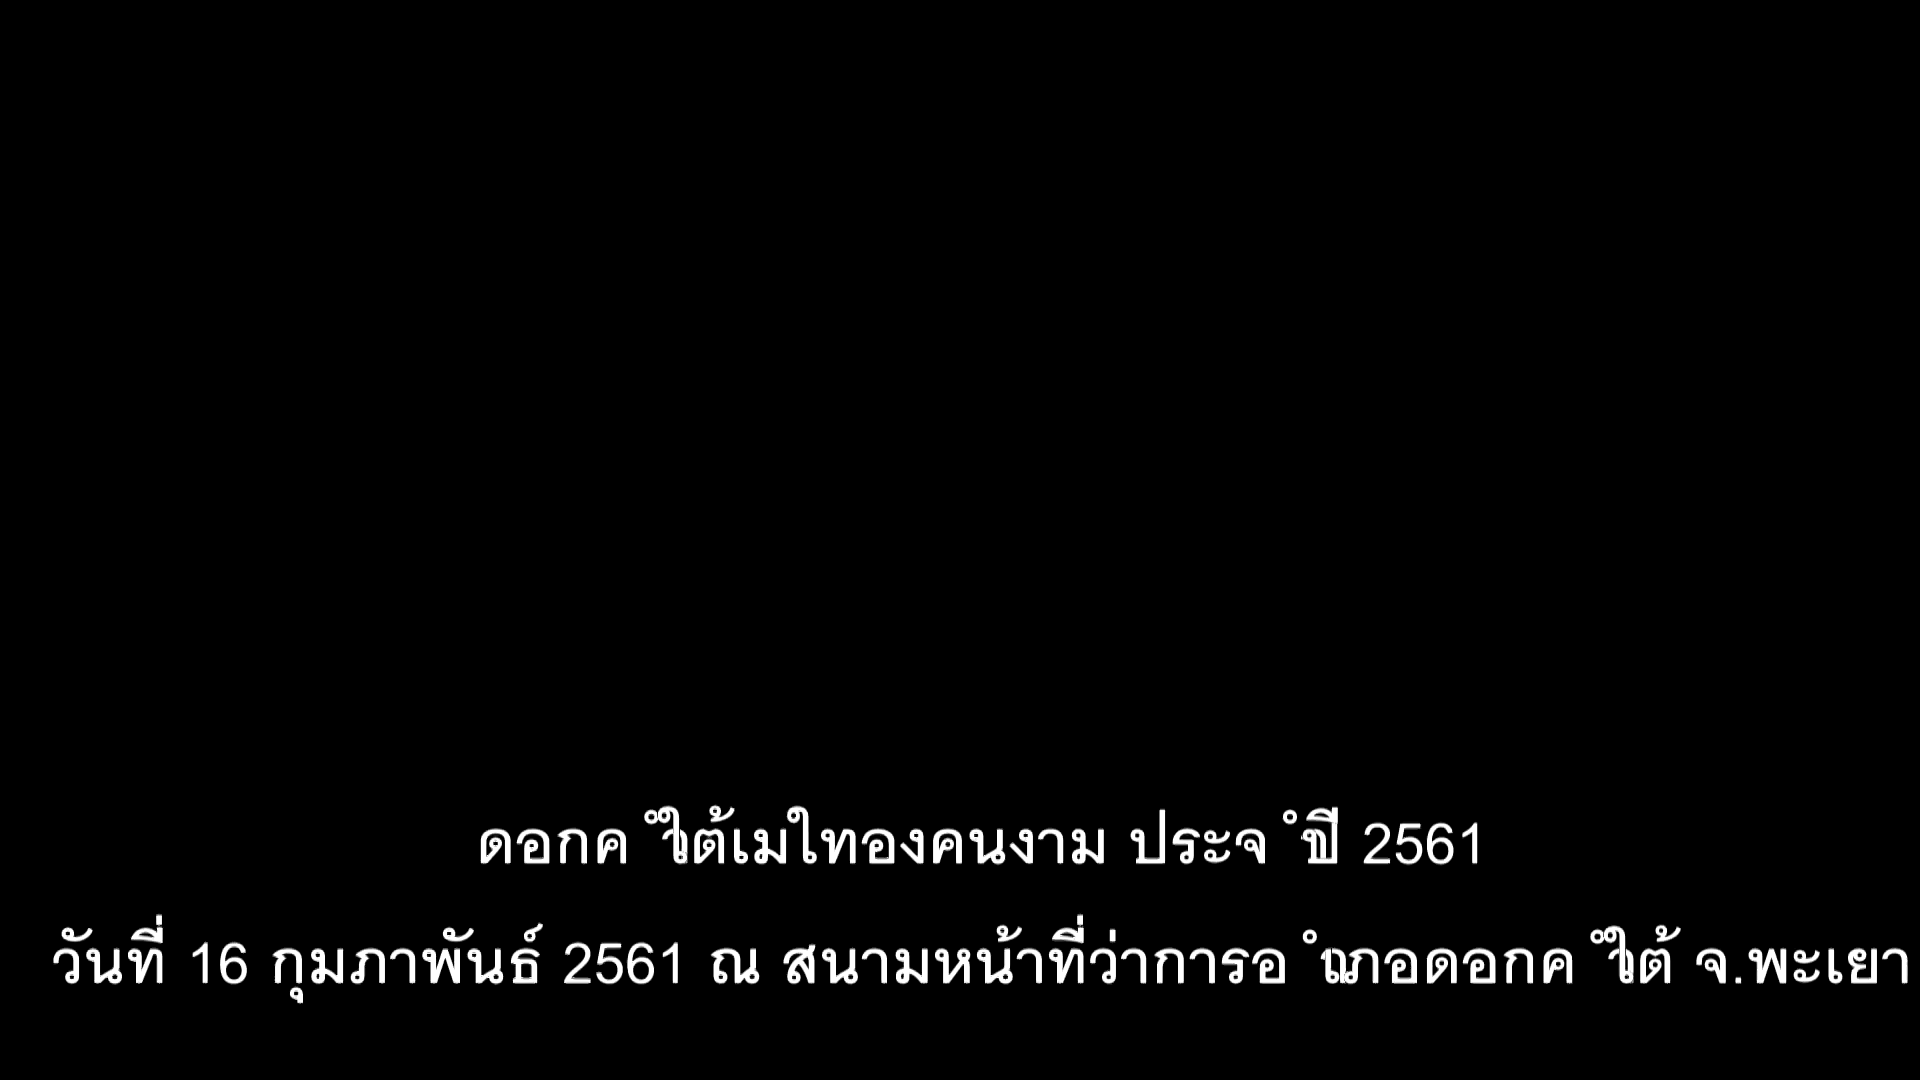 ดอกคำใต้เมใทองคนงาม ประจำปี 2561
วันที่ 16 กุมภาพันธ์ 2561 ณ สนามหน้าที่ว่าการอำเภอดอกคำใต้ จ.พะเยา